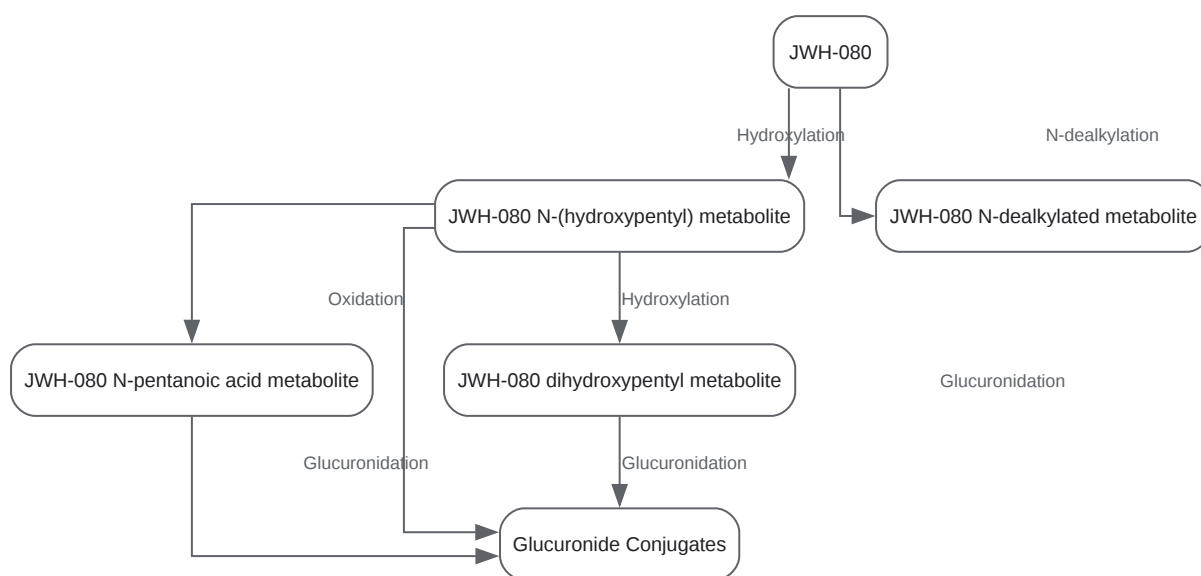 JWH-080
Hydroxylation
N-dealkylation
JWH-080 N-(hydroxypentyl) metabolite
JWH-080 N-dealkylated metabolite
Oxidation
Hydroxylation
JWH-080 N-pentanoic acid metabolite
JWH-080 dihydroxypentyl metabolite
Glucuronidation
Glucuronidation
Glucuronidation
Glucuronide Conjugates